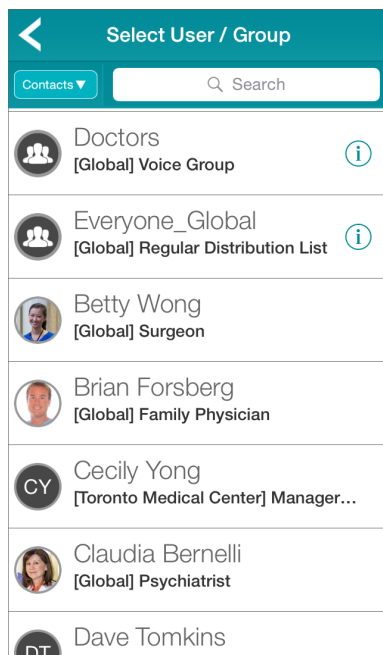 Select User / Group
Contacts▼
Search
Doctors
[Global] Voice Group
i
Everyone_Global
[Global] Regular Distribution List
i
Betty Wong
[Global] Surgeon
Brian Forsberg
[Global] Family Physician
CY
Cecily Yong
[Toronto Medical Center] Manager…
Claudia Bernelli
[Global] Psychiatrist
DT
Dave Tomkins